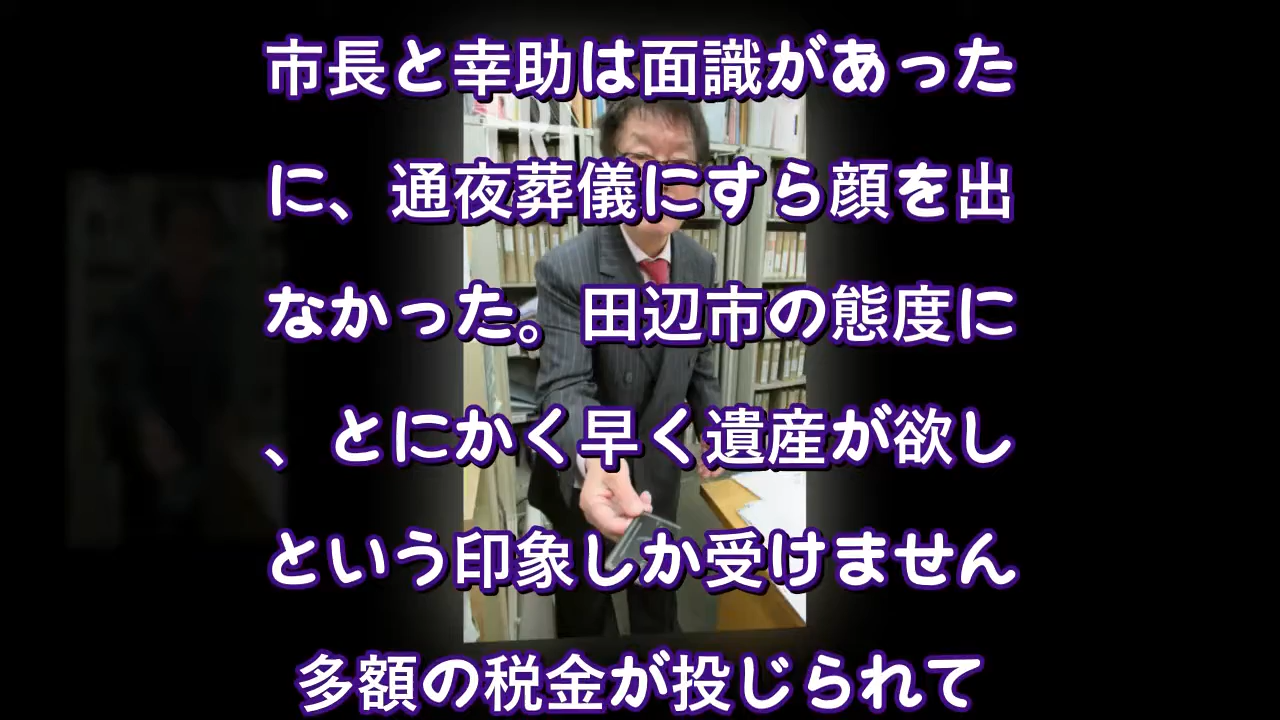 市長と幸助は面識があった
に、通夜葬儀にすら顔を出
なかった。田辺市の態度に
、とにかく早く遺産が欲し
という印象しか受けません
多額の税金が投じられて